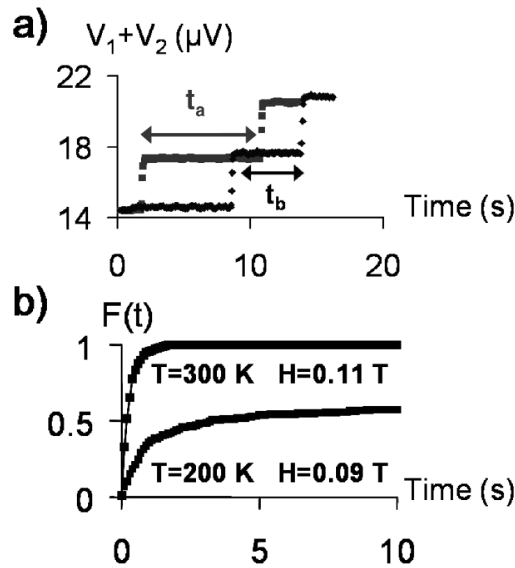 a)
V₁+V₂ (µV)
22
18
14
tₐ
t_b
0 10 20
Time (s)
b)
F(t)
1
0.5
0
T=300 K H=0.11 T
T=200 K H=0.09 T
0 5 10
Time (s)